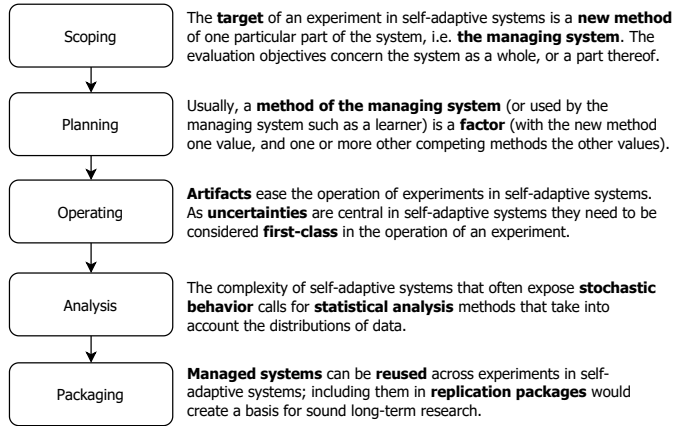 Scoping
The target of an experiment in self-adaptive systems is a new method
of one particular part of the system, i.e. the managing system. The
evaluation objectives concern the system as a whole, or a part thereof.
Planning
Usually, a method of the managing system (or used by the
managing system such as a learner) is a factor (with the new method
one value, and one or more other competing methods the other values).
Operating
Artifacts ease the operation of experiments in self-adaptive systems.
As uncertainties are central in self-adaptive systems they need to be
considered first-class in the operation of an experiment.
Analysis
The complexity of self-adaptive systems that often expose stochastic
behavior calls for statistical analysis methods that take into
account the distributions of data.
Packaging
Managed systems can be reused across experiments in self-
adaptive systems; including them in replication packages would
create a basis for sound long-term research.